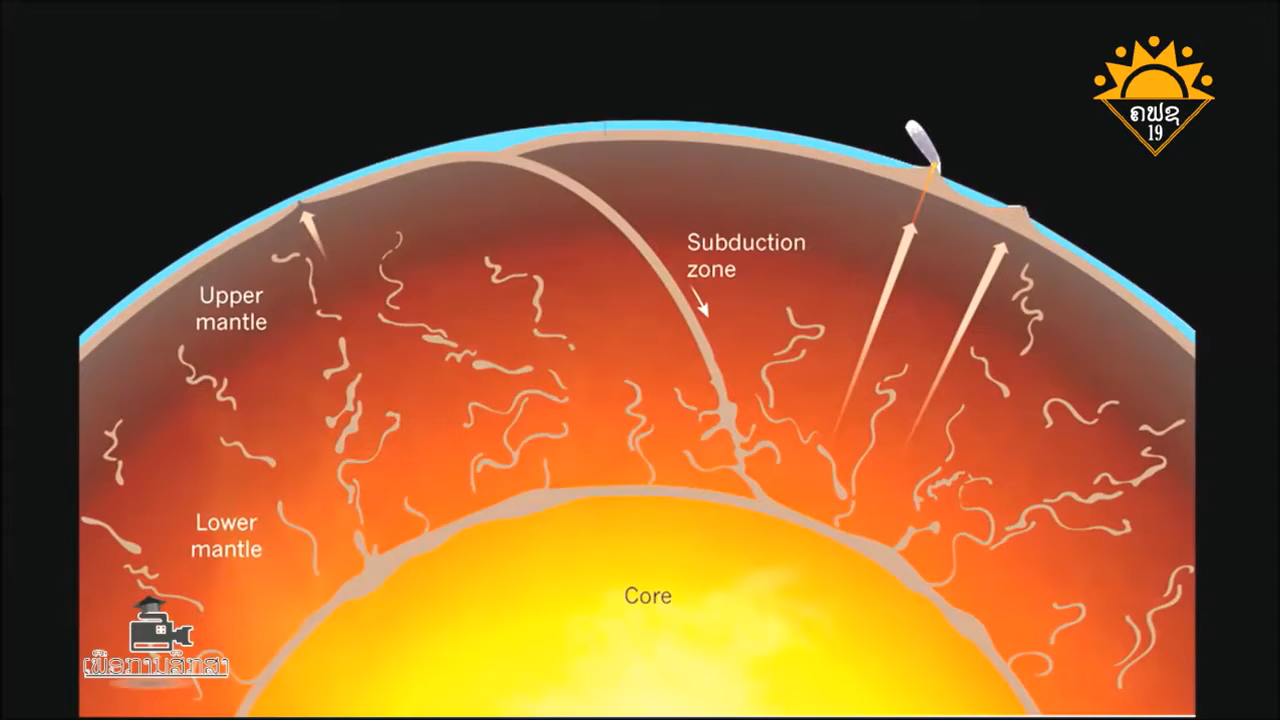 ຄຟຊ
19
Subduction
zone
Upper
mantle
Lower
mantle
Core
ເພື່ອການສຶກສາ